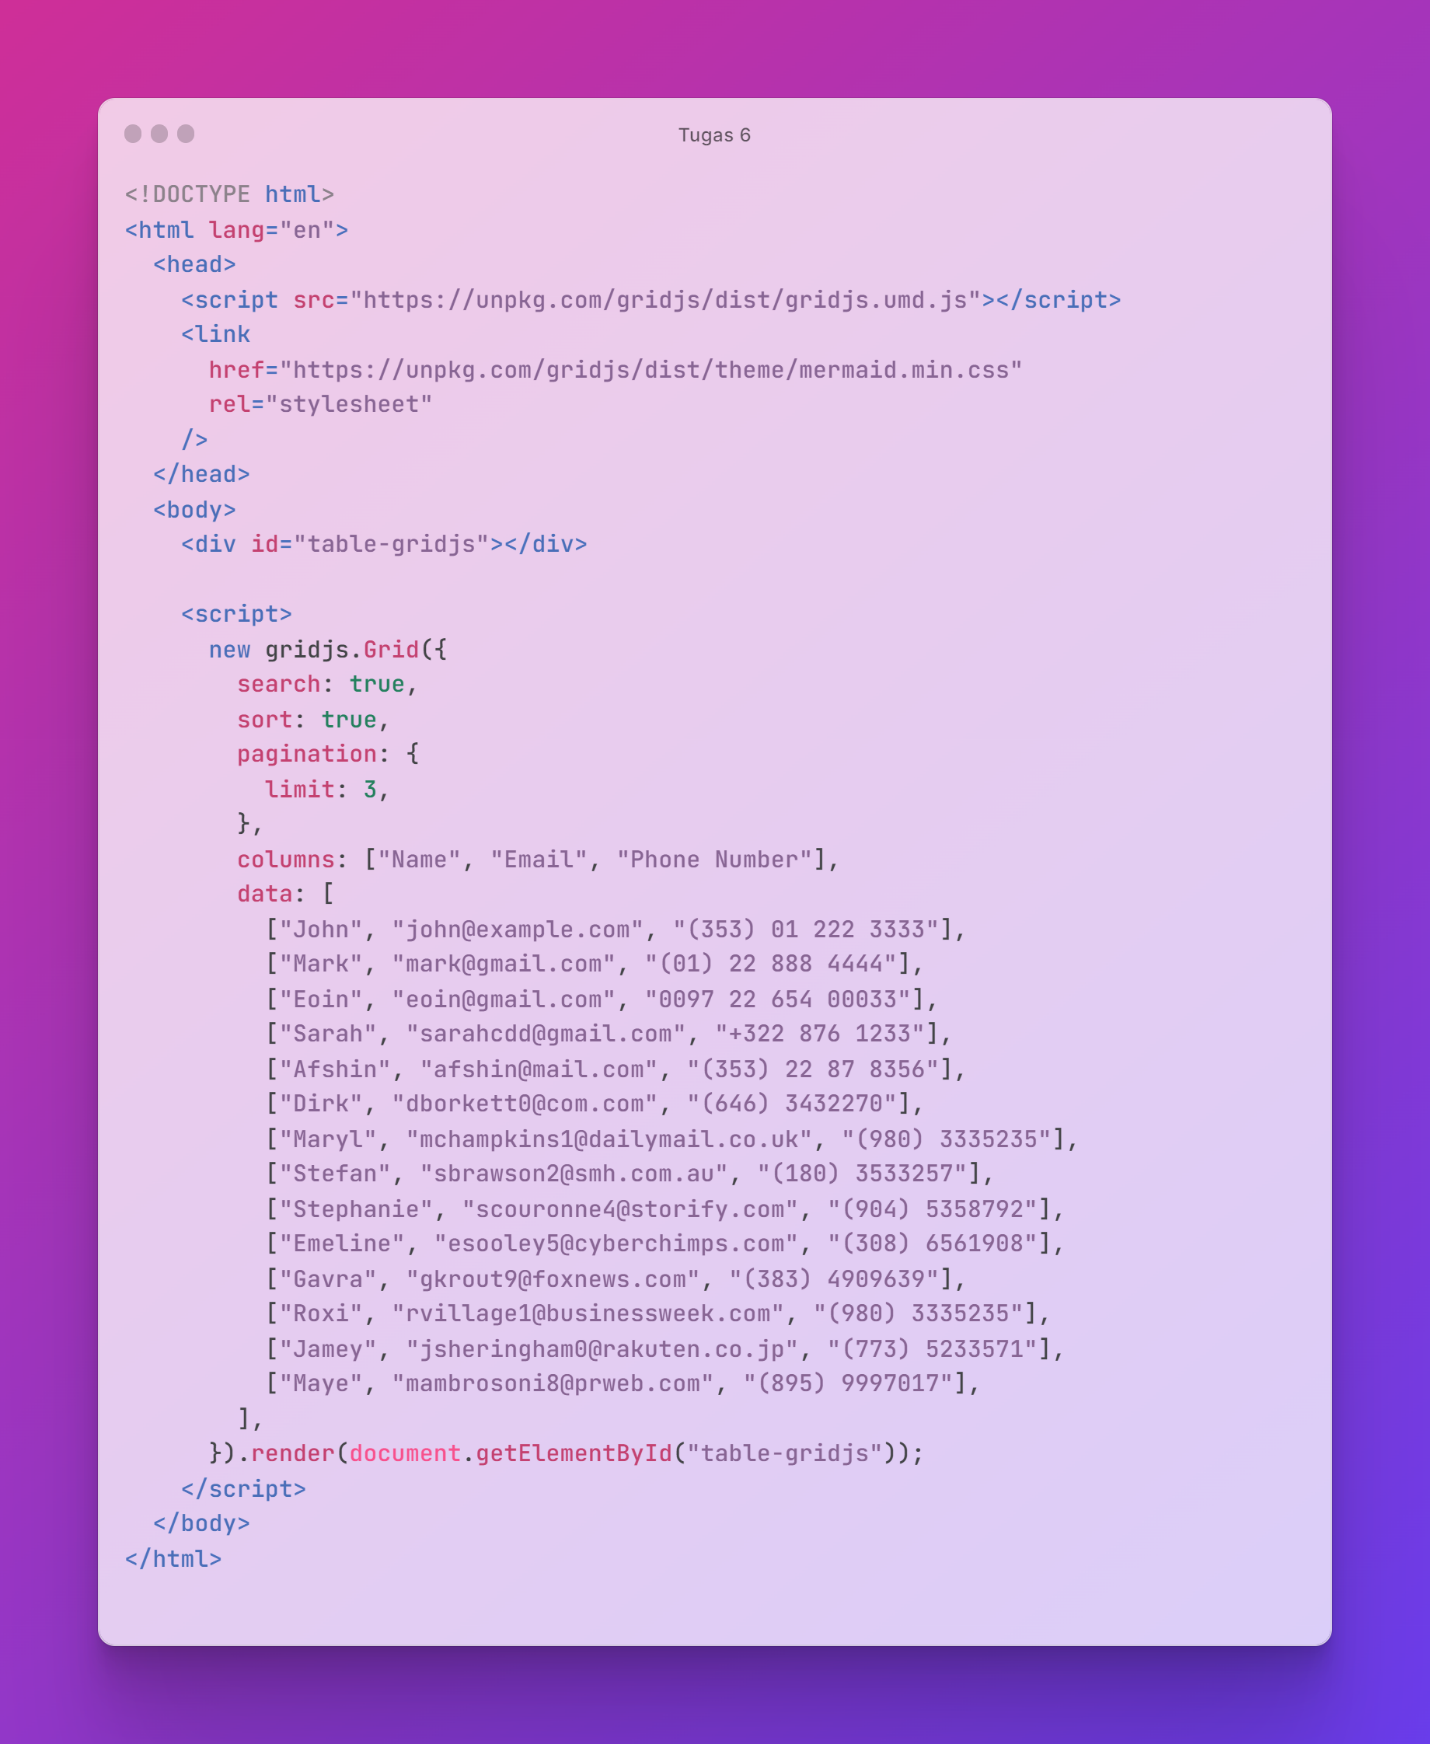 Tugas 6
<!DOCTYPE html>
<html lang="en">
  <head>
    <script src="https://unpkg.com/gridjs/dist/gridjs.umd.js"></script>
    <link
      href="https://unpkg.com/gridjs/dist/theme/mermaid.min.css"
      rel="stylesheet"
    />
  </head>
  <body>
    <div id="table-gridjs"></div>

    <script>
      new gridjs.Grid({
        search: true,
        sort: true,
        pagination: {
          limit: 3,
        },
        columns: ["Name", "Email", "Phone Number"],
        data: [
          ["John", "john@example.com", "(353) 01 222 3333"],
          ["Mark", "mark@gmail.com", "(01) 22 888 4444"],
          ["Eoin", "eoin@gmail.com", "0097 22 654 00033"],
          ["Sarah", "sarahcdd@gmail.com", "+322 876 1233"],
          ["Afshin", "afshin@mail.com", "(353) 22 87 8356"],
          ["Dirk", "dborkett0@com.com", "(646) 3432270"],
          ["Maryl", "mchampkins1@dailymail.co.uk", "(980) 3335235"],
          ["Stefan", "sbrawson2@smh.com.au", "(180) 3533257"],
          ["Stephanie", "scouronne4@storify.com", "(904) 5358792"],
          ["Emeline", "esooley5@cyberchimps.com", "(308) 6561908"],
          ["Gavra", "gkrout9@foxnews.com", "(383) 4909639"],
          ["Roxi", "rvillage1@businessweek.com", "(980) 3335235"],
          ["Jamey", "jsheringham0@rakuten.co.jp", "(773) 5233571"],
          ["Maye", "mambrosoni8@prweb.com", "(895) 9997017"],
        ],
      }).render(document.getElementById("table-gridjs"));
    </script>
  </body>
</html>